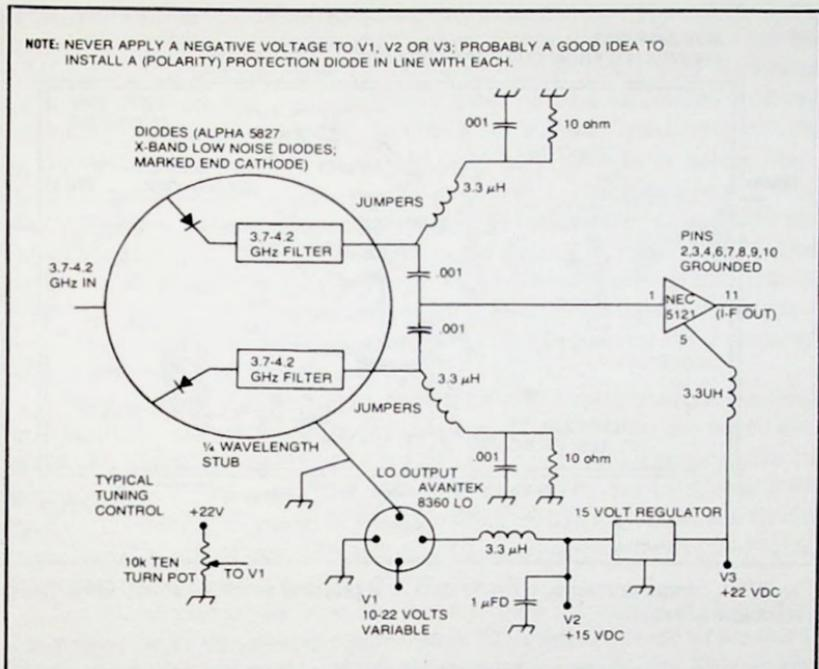 NOTE: NEVER APPLY A NEGATIVE VOLTAGE TO V1, V2 OR V3; PROBABLY A GOOD IDEA TO
INSTALL A (POLARITY) PROTECTION DIODE IN LINE WITH EACH.
DIODES (ALPHA 5827
X-BAND LOW NOISE DIODES;
MARKED END CATHODE)
001
10 ohm
3.3 µH
JUMPERS
3.7-4.2
GHz FILTER
3.7-4.2
GHz IN
.001
.001
PINS
2,3,4,6,7,8,9,10
GROUNDED
1
NEC
5121
11
(I-F OUT)
5
3.7-4.2
GHz FILTER
3.3 µH
JUMPERS
3.3UH
¼ WAVELENGTH
STUB
.001
10 ohm
LO OUTPUT
AVANTEK
8360 LO
TYPICAL
TUNING
CONTROL
+22V
10k TEN
TURN POT
TO V1
15 VOLT REGULATOR
3.3 µH
V1
10-22 VOLTS
VARIABLE
1 µFD
V2
+15 VDC
V3
+22 VDC